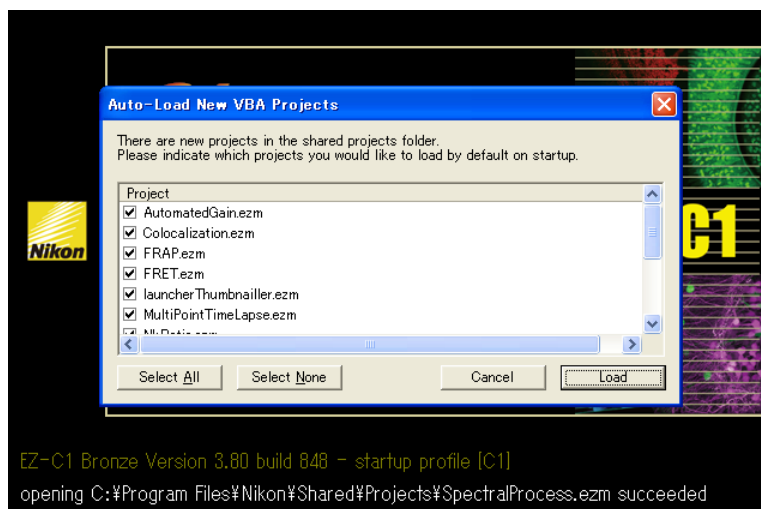 Auto-Load New VBA Projects
There are new projects in the shared projects folder.
Please indicate which projects you would like to load by default on startup.
Project
AutomatedGain.ezm
Colocalization.ezm
FRAP.ezm
FRET.ezm
launcherThumbnailler.ezm
MultiPointTimeLapse.ezm
Nikon
C1
Select All
Select None
Cancel
Load
EZ-C1 Bronze Version 3.80 build 848 - startup profile [C1]
opening C:¥Program Files¥Nikon¥Shared¥Projects¥SpectralProcess.ezm succeeded